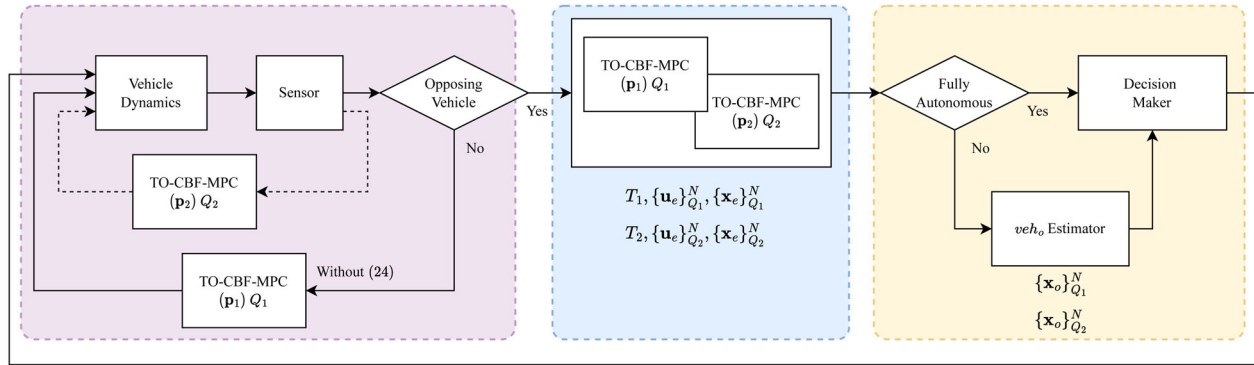 Vehicle
Dynamics
Sensor
Opposing
Vehicle
Yes
No
TO-CBF-MPC
(p₂) Q₂
Without (24)
TO-CBF-MPC
(p₁) Q₁
TO-CBF-MPC
(p₁) Q₁
TO-CBF-MPC
(p₂) Q₂
T₁, {uₑ}ᴺ_Q₁, {xₑ}ᴺ_Q₁
T₂, {uₑ}ᴺ_Q₂, {xₑ}ᴺ_Q₂
Fully
Autonomous
Yes
No
Decision
Maker
vehₒ Estimator
{xₒ}ᴺ_Q₁
{xₒ}ᴺ_Q₂